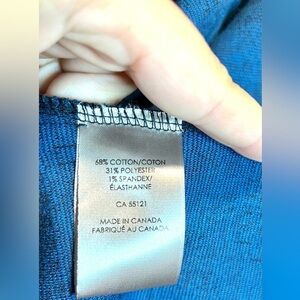 68% COTTON/COTON
31% POLYESTER
1% SPANDEX/
ÉLASTHANNE
CA 55121
MADE IN CANADA
FABRIQUÉ AU CANADA